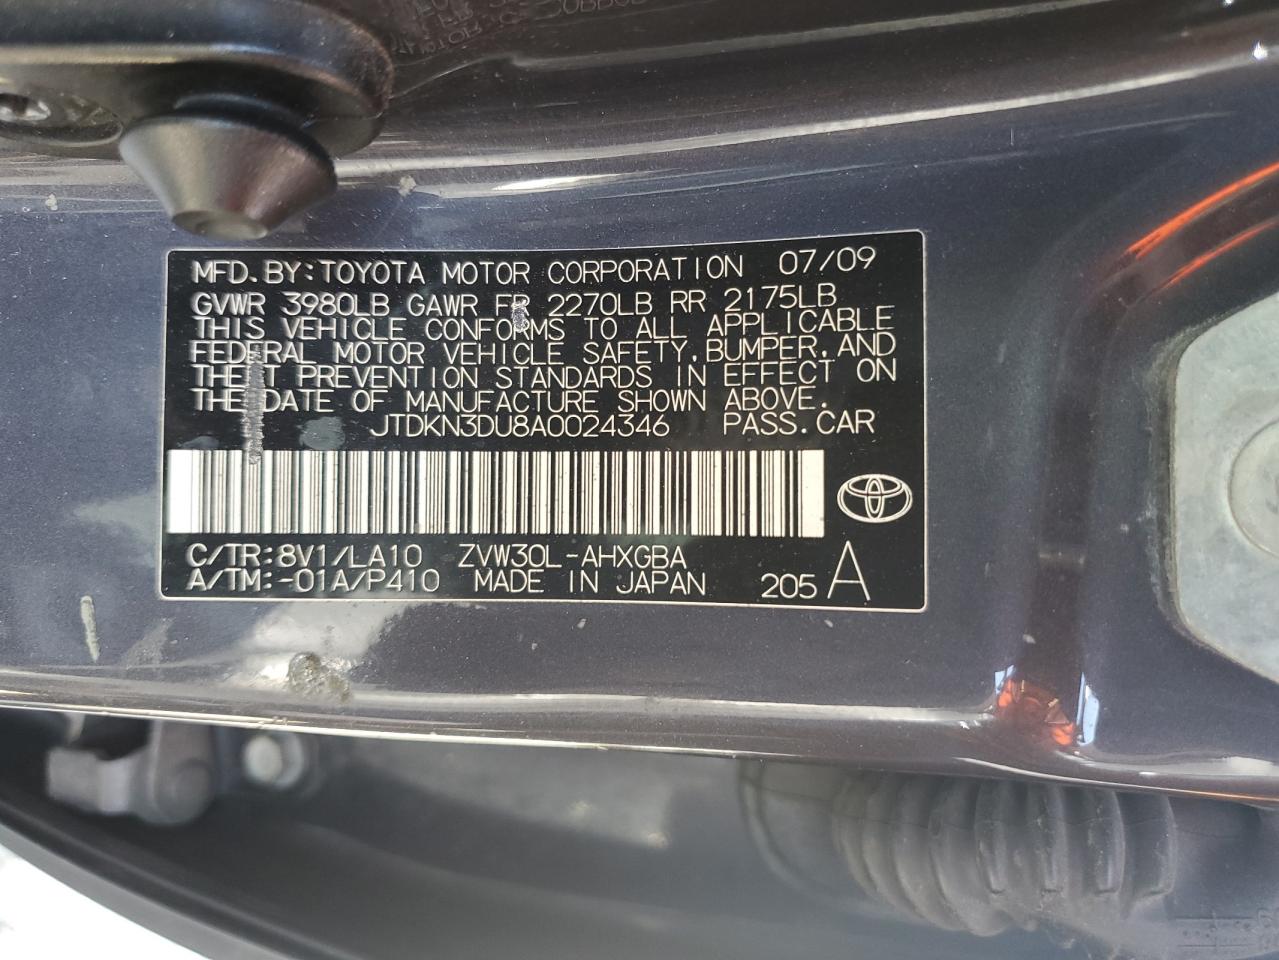 MFD.BY:TOYOTA MOTOR CORPORATION 07/09
GVWR 3980LB GAWR FR 2270LB RR 2175LB
THIS VEHICLE CONFORMS TO ALL APPLICABLE
FEDERAL MOTOR VEHICLE SAFETY,BUMPER,AND
THEFT PREVENTION STANDARDS IN EFFECT ON
THE DATE OF MANUFACTURE SHOWN ABOVE.
JTDKN3DU8A0024346 PASS.CAR
C/TR:8V1/LA10 ZVW30L-AHXGBA
A/TM:-01A/P410 MADE IN JAPAN 205 A